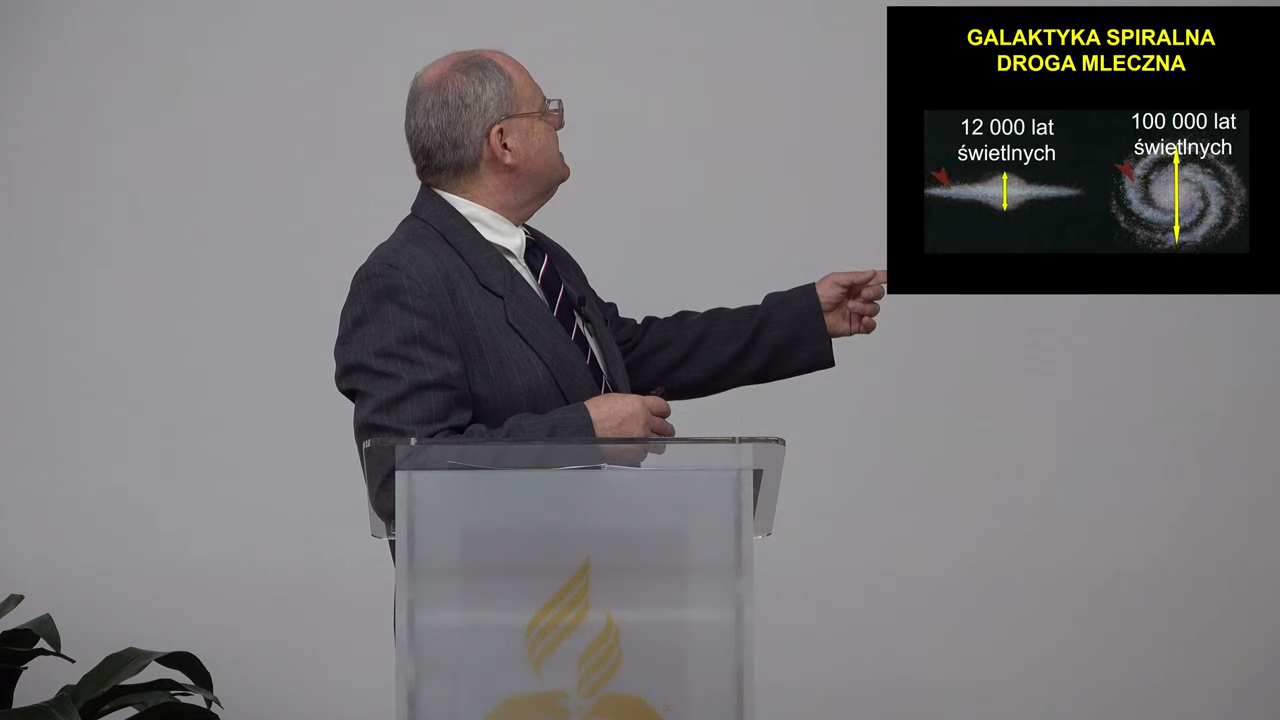 GALAKTYKA SPIRALNA
DROGA MLECZNA
12 000 lat
świetlnych
100 000 lat
świetlnych